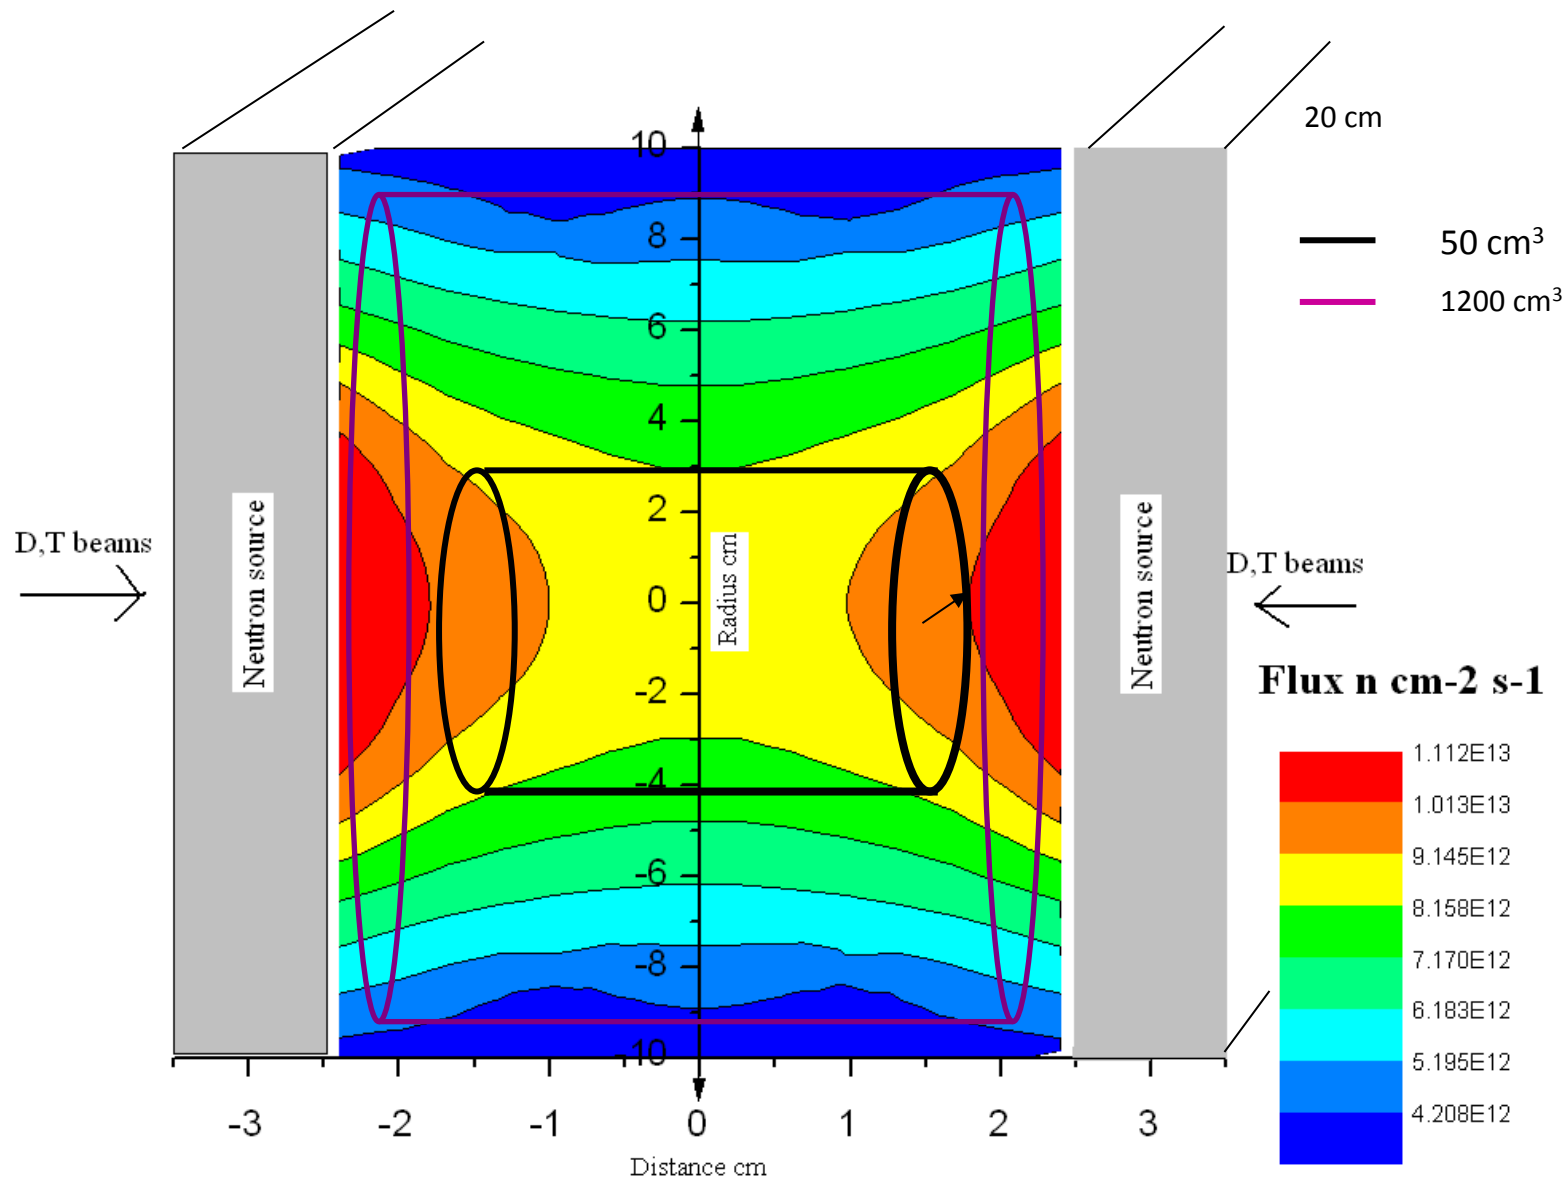 20 cm
50 cm³
1200 cm³
10
8
6
4
2
0
-2
-4
-6
-8
-10
Radius cm
D,T beams
Neutron source
Neutron source
D,T beams
Flux n cm-2 s-1
1.112E13
1.013E13
9.145E12
8.158E12
7.170E12
6.183E12
5.195E12
4.208E12
-3 -2 -1 0 1 2 3
Distance cm